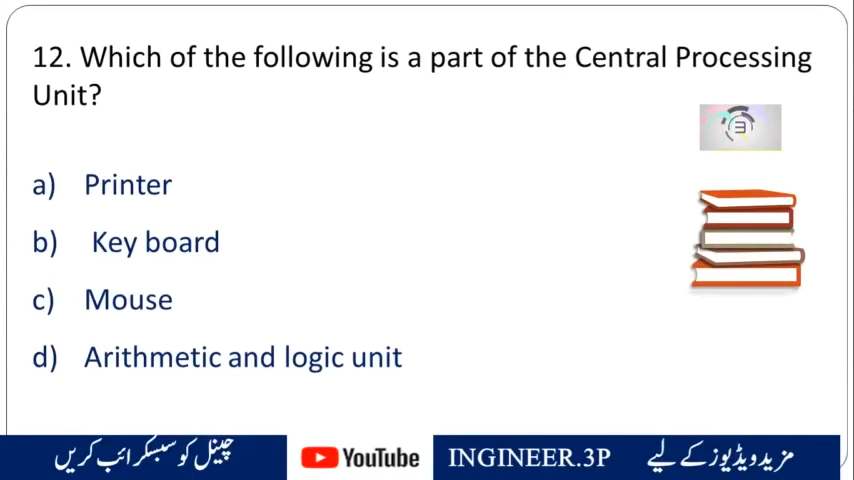 12. Which of the following is a part of the Central Processing
Unit?
3
a) Printer
b) Key board
c) Mouse
d) Arithmetic and logic unit
چینل کو سبسکرائب کریں YouTube INGINEER.3P مزید ویڈیوز کے لیے